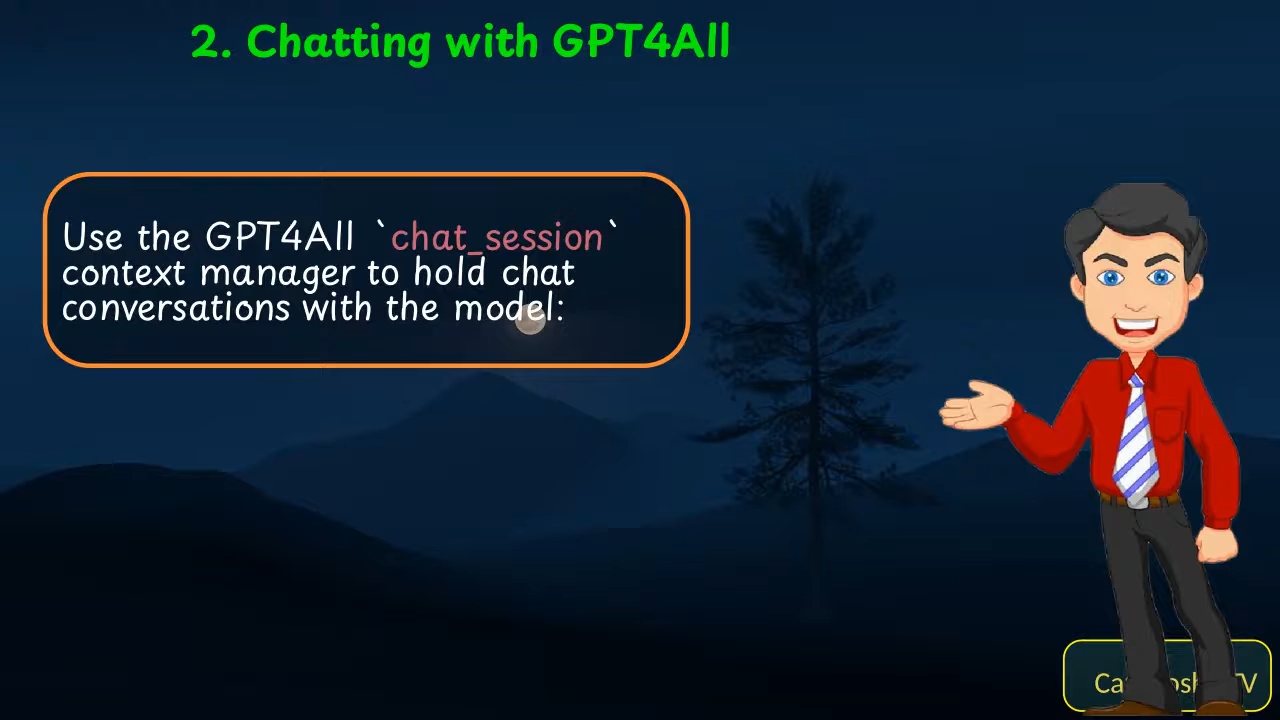 2. Chatting with GPT4All
Use the GPT4All `chat_session`
context manager to hold chat
conversations with the model: